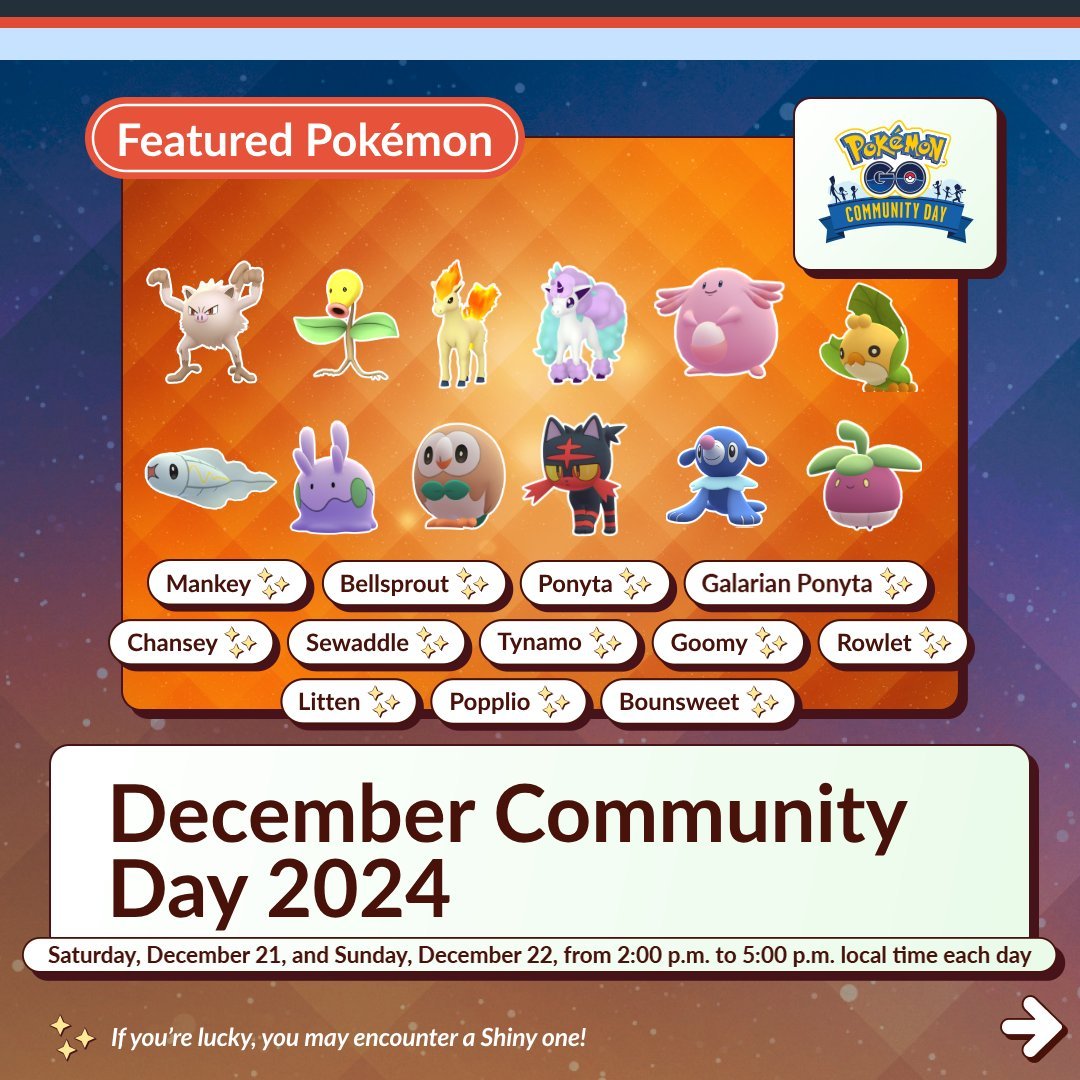 Featured Pokémon
POKéMON
GO
COMMUNITY DAY
Mankey
Bellsprout
Ponyta
Galarian Ponyta
Chansey
Sewaddle
Tynamo
Goomy
Rowlet
Litten
Popplio
Bounsweet
December Community
Day 2024
Saturday, December 21, and Sunday, December 22, from 2:00 p.m. to 5:00 p.m. local time each day
If you're lucky, you may encounter a Shiny one!